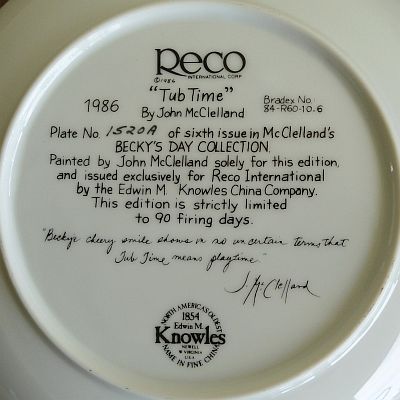 Reco
©1986 INTERNATIONAL CORP
"Tub Time"
1986
By John McClelland
Bradex No.
84-R60-10.6
Plate No. 1520A of sixth issue in McClelland's
BECKY'S DAY COLLECTION.
Painted by John McClelland solely for this edition,
and issued exclusively for Reco International
by the Edwin M. Knowles China Company.
This edition is strictly limited
to 90 firing days.
"Becky's cheery smile shows in no uncertain terms that
Tub Time means playtime"
J. McClelland
NORTH AMERICA'S OLDEST
1854
Edwin M.
Knowles
NEWELL
W VIRGINIA
U.S.A.
NAME IN FINE CHINA